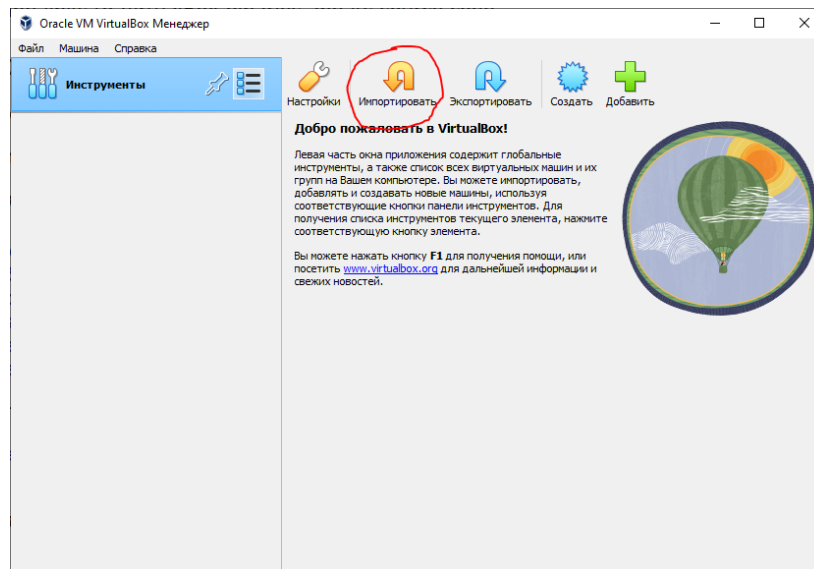 Oracle VM VirtualBox Менеджер
Файл Машина Справка
Инструменты
Настройки Импортировать Экспортировать Создать Добавить
Добро пожаловать в VirtualBox!
Левая часть окна приложения содержит глобальные
инструменты, а также список всех виртуальных машин и их
групп на Вашем компьютере. Вы можете импортировать,
добавлять и создавать новые машины, используя
соответствующие кнопки панели инструментов. Для
получения списка инструментов текущего элемента, нажмите
соответствующую кнопку элемента.
Вы можете нажать кнопку F1 для получения помощи, или
посетить www.virtualbox.org для дальнейшей информации и
свежих новостей.